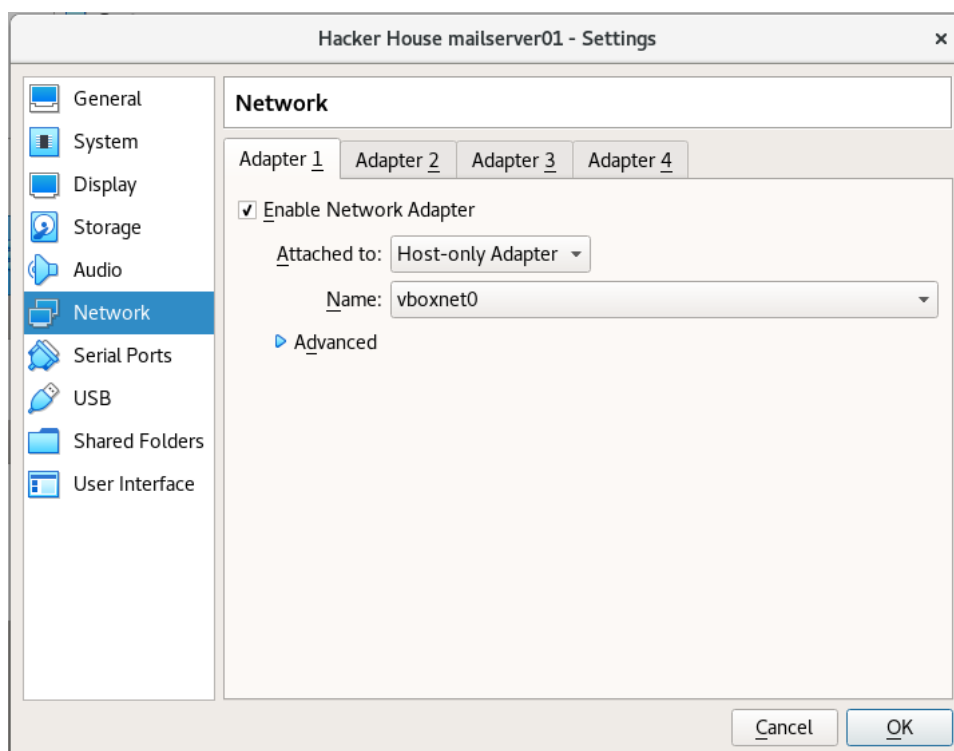 Hacker House mailserver01 - Settings ×
General
System
Display
Storage
Audio
Network
Serial Ports
USB
Shared Folders
User Interface
Network
Adapter 1 Adapter 2 Adapter 3 Adapter 4
Enable Network Adapter
Attached to: Host-only Adapter
Name: vboxnet0
Advanced
Cancel OK